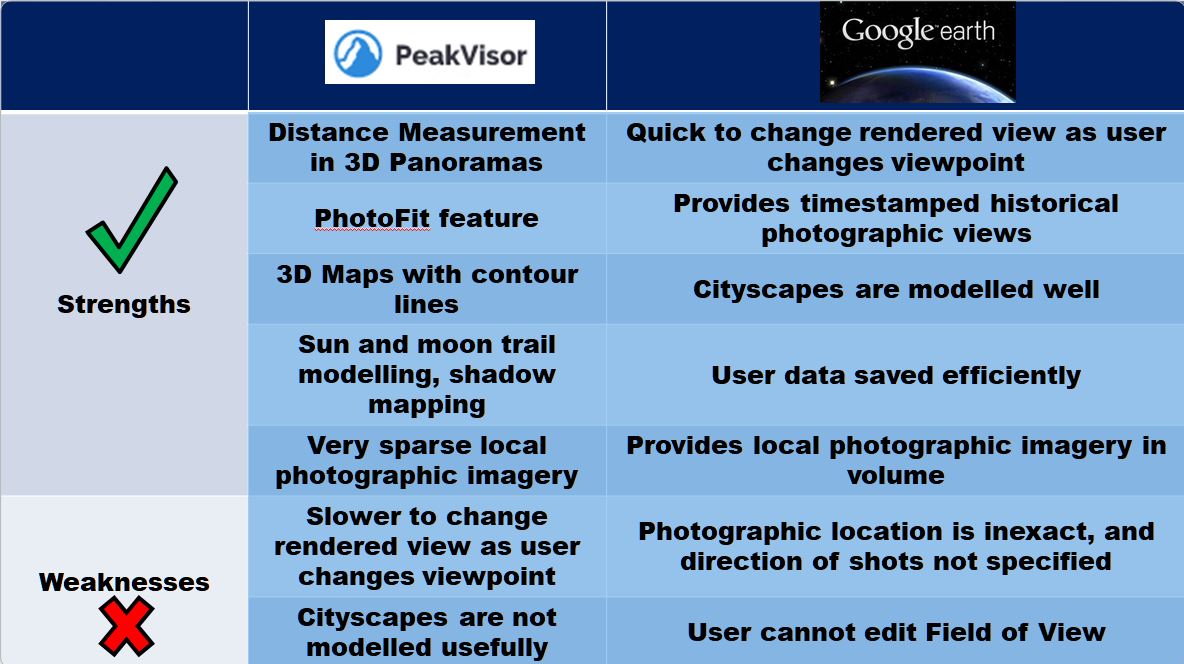 PeakVisor
Google earth
Distance Measurement
in 3D Panoramas
Quick to change rendered view as user
changes viewpoint
PhotoFit feature
Provides timestamped historical
photographic views
Strengths
3D Maps with contour
lines
Cityscapes are modelled well
Sun and moon trail
modelling, shadow
mapping
User data saved efficiently
Very sparse local
photographic imagery
Provides local photographic imagery in
volume
Weaknesses
Slower to change
rendered view as user
changes viewpoint
Photographic location is inexact, and
direction of shots not specified
Cityscapes are not
modelled usefully
User cannot edit Field of View